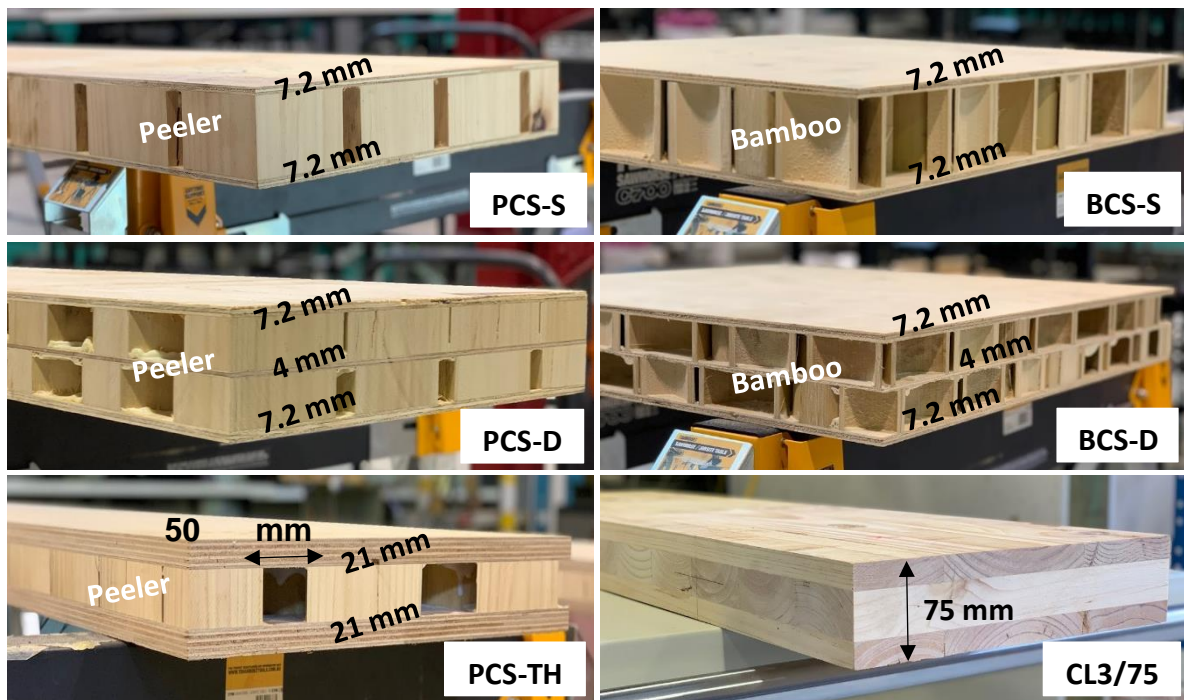 7.2 mm
Peeler
7.2 mm
PCS-S
7.2 mm
Bamboo
7.2 mm
BCS-S
7.2 mm
Peeler
4 mm
7.2 mm
PCS-D
7.2 mm
Bamboo
4 mm
7.2 mm
BCS-D
50 mm
21 mm
Peeler
21 mm
PCS-TH
75 mm
CL3/75